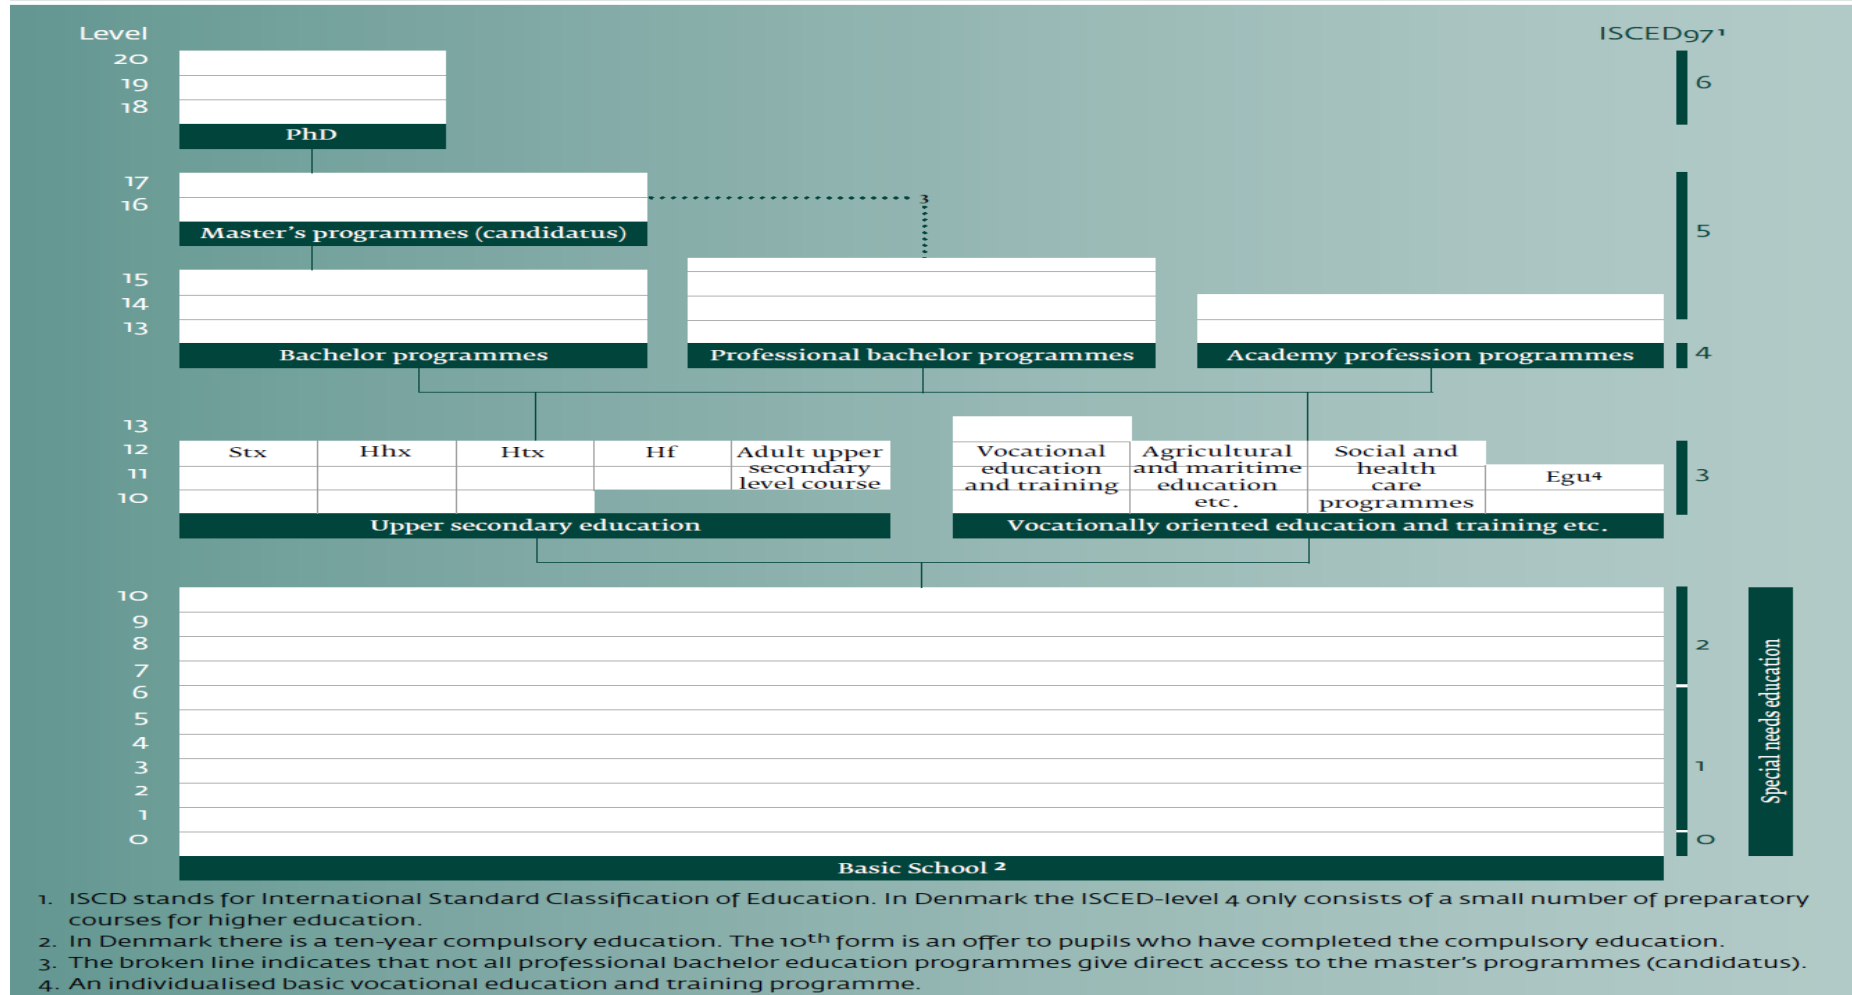 Level
ISCED97¹
20
19
18
6
PhD
17
16
3
Master's programmes (candidatus)
5
15
14
13
Bachelor programmes
Professional bachelor programmes
Academy profession programmes
4
13
12
11
10
Stx
Hhx
Htx
Hf
Adult upper
secondary
level course
Vocational
education
and training
Agricultural
and maritime
education
etc.
Social and
health
care
programmes
Egu⁴
3
Upper secondary education
Vocationally oriented education and training etc.
10
9
8
7
6
5
4
3
2
1
0
2
1
0
Special needs education
Basic School ²
1. ISCD stands for International Standard Classification of Education. In Denmark the ISCED-level 4 only consists of a small number of preparatory
courses for higher education.
2. In Denmark there is a ten-year compulsory education. The 10th form is an offer to pupils who have completed the compulsory education.
3. The broken line indicates that not all professional bachelor education programmes give direct access to the master's programmes (candidatus).
4. An individualised basic vocational education and training programme.